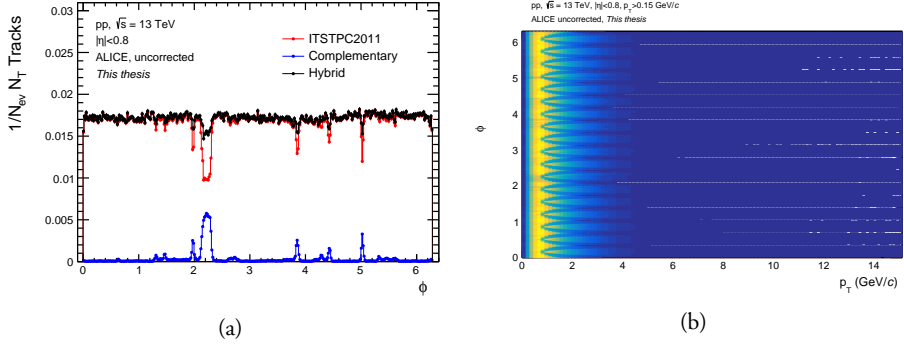 pp, √s = 13 TeV
|η|<0.8
ALICE, uncorrected
This thesis
ITSTPC2011
Complementary
Hybrid
1/N_ev N_T Tracks
0.03
0.025
0.02
0.015
0.01
0.005
0
0 1 2 3 4 5 6
ϕ
(a)
pp, √s = 13 TeV, |η|<0.8, p_T>0.15 GeV/c
ALICE uncorrected, This thesis
ϕ
6
5
4
3
2
1
0
0 2 4 6 8 10 12 14
p_T (GeV/c)
(b)